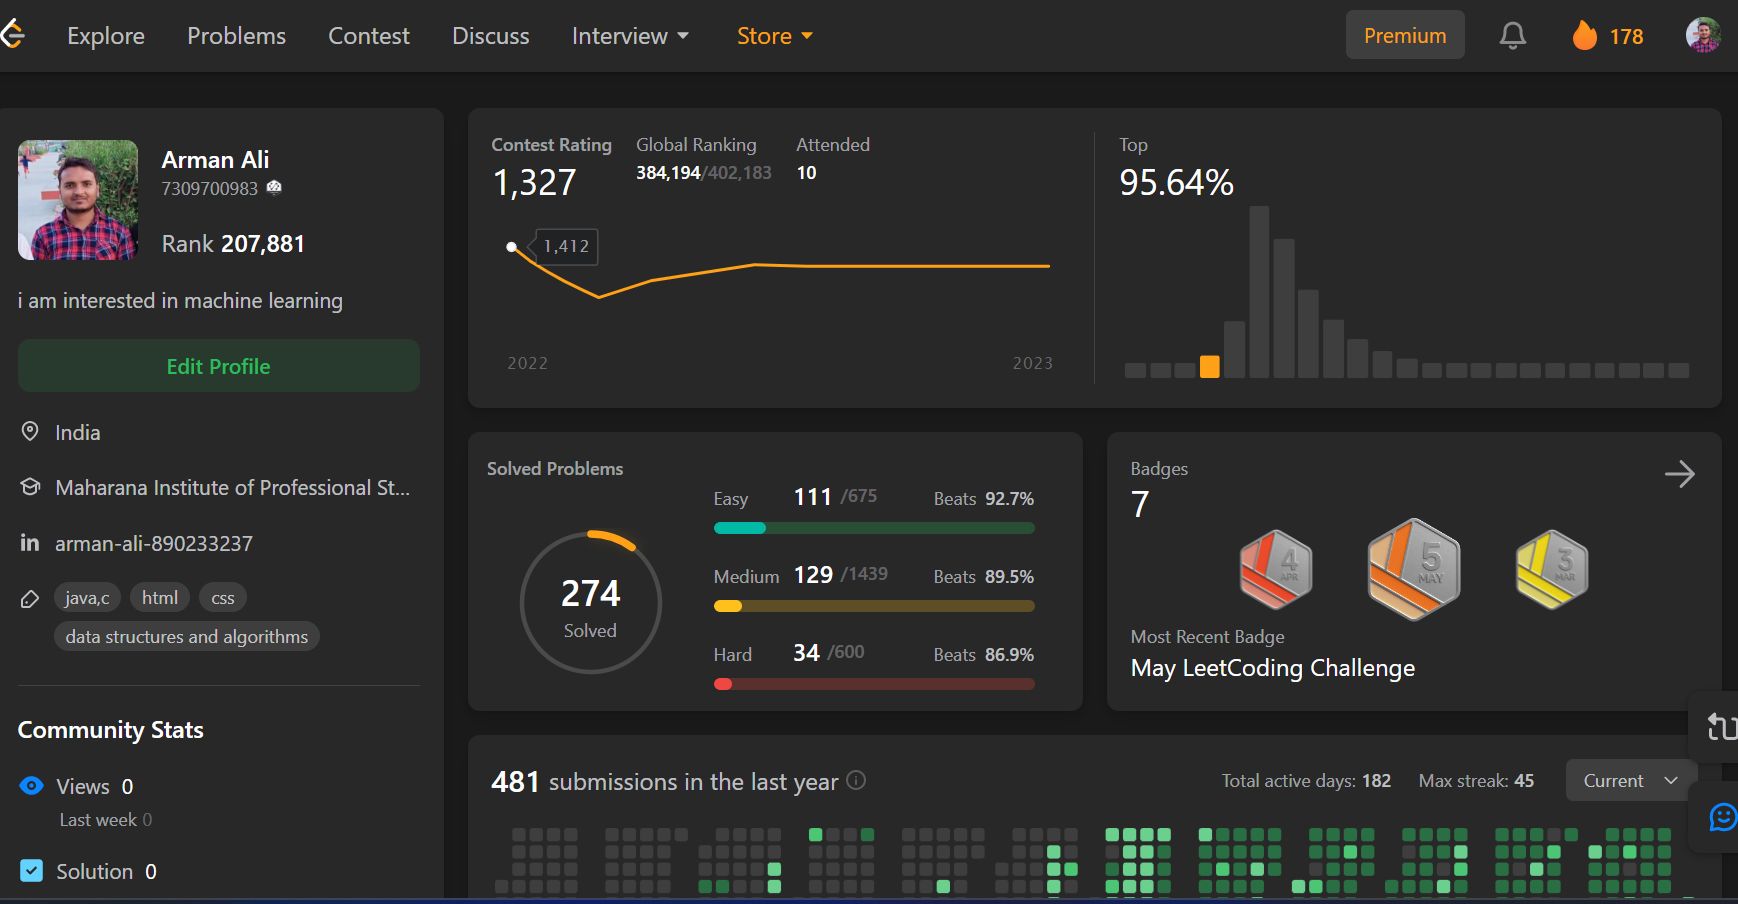 Explore Problems Contest Discuss Interview Store Premium 178
Arman Ali
7309700983
Rank 207,881
i am interested in machine learning
Edit Profile
India
Maharana Institute of Professional St...
in arman-ali-890233237
java,c html css
data structures and algorithms
Community Stats
Views 0
Last week 0
Solution 0
Contest Rating Global Ranking Attended
1,327 384,194/402,183 10
1,412
2022 2023
Top
95.64%
Solved Problems
274
Solved
Easy 111 /675 Beats 92.7%
Medium 129 /1439 Beats 89.5%
Hard 34 /600 Beats 86.9%
Badges
7
4 APR
5 MAY
3 MAR
Most Recent Badge
May LeetCoding Challenge
481 submissions in the last year Total active days: 182 Max streak: 45 Current